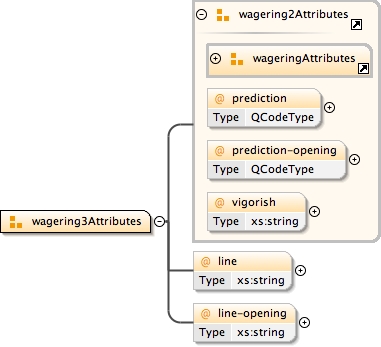 wagering2Attributes
wageringAttributes
@ prediction
Type QCodeType
@ prediction-opening
Type QCodeType
@ vigorish
Type xs:string
wagering3Attributes
@ line
Type xs:string
@ line-opening
Type xs:string